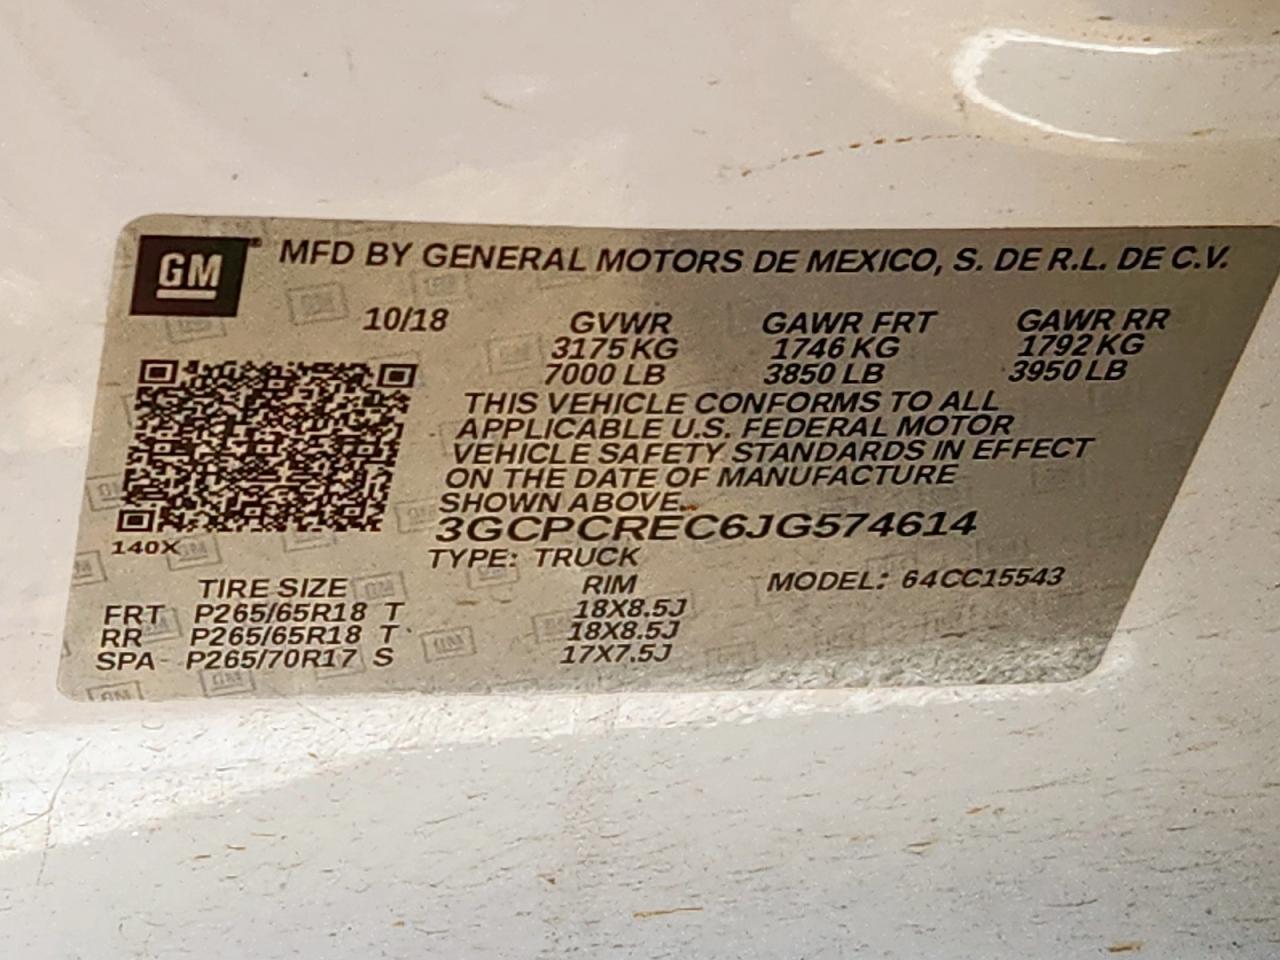 GM® MFD BY GENERAL MOTORS DE MEXICO, S. DE R.L. DE C.V.
10/18 GVWR GAWR FRT GAWR RR
3175 KG 1746 KG 1792 KG
7000 LB 3850 LB 3950 LB
THIS VEHICLE CONFORMS TO ALL
APPLICABLE U.S. FEDERAL MOTOR
VEHICLE SAFETY STANDARDS IN EFFECT
ON THE DATE OF MANUFACTURE
SHOWN ABOVE.
3GCPCREC6JG574614
140X
TYPE: TRUCK
TIRE SIZE RIM MODEL: 64CC15543
FRT P265/65R18 T 18X8.5J
RR P265/65R18 T 18X8.5J
SPA P265/70R17 S 17X7.5J